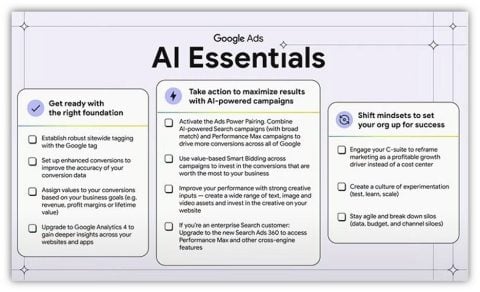 Google Ads
AI Essentials
Get ready with
the right foundation
Establish robust sitewide tagging
with the Google tag
Set up enhanced conversions to
improve the accuracy of your
conversion data
Assign values to your conversions
based on your business goals (e.g.
revenue, profit margins or lifetime
value)
Upgrade to Google Analytics 4 to
gain deeper insights across your
websites and apps
Take action to maximize results
with AI-powered campaigns
Activate the Ads Power Pairing. Combine
AI-powered Search campaigns (with broad
match) and Performance Max campaigns to
drive more conversions across all of Google
Use value-based Smart Bidding across
campaigns to invest in the conversions that
are worth the most to your business
Improve your performance with strong
creative inputs — create a wide range of text, image and
video assets and invest in the creative on your
website
If you're an enterprise Search customer:
Upgrade to the new Search Ads 360 to access
Performance Max and other cross-engine
features
Shift mindsets to set
your org up for success
Engage your C-suite to reframe
marketing as a profitable growth
driver instead of a cost center
Create a culture of experimentation
(test, learn, scale)
Stay agile and break down silos
(data, budget, and channel siloes)